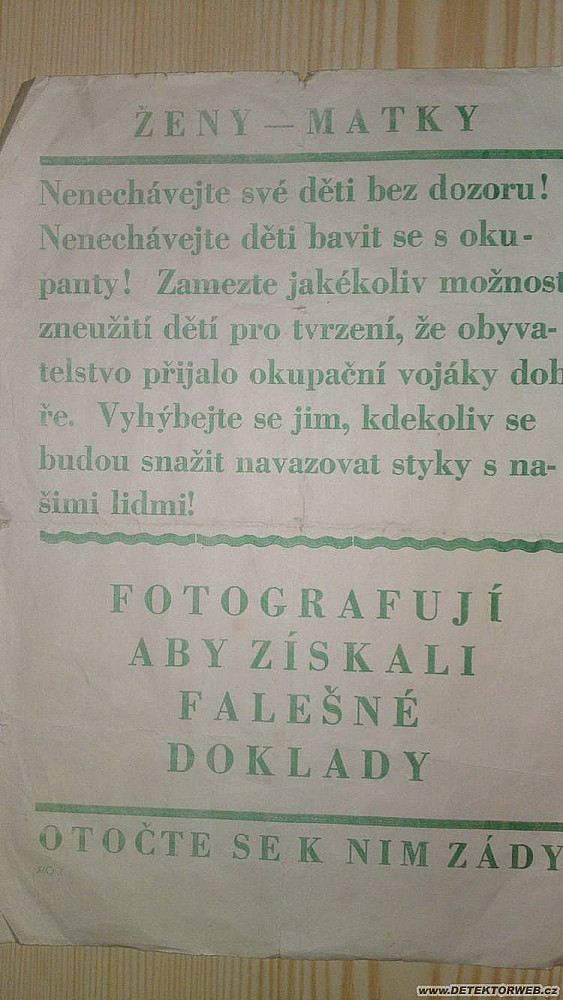 ŽENY — MATKY
Nenechávejte své děti bez dozoru!
Nenechávejte děti bavit se s oku-
panty! Zamezte jakékoliv možnost
zneužití dětí pro tvrzení, že obyva-
telstvo přijalo okupační vojáky dob
ře. Vyhýbejte se jim, kdekoliv se
budou snažit navazovat styky s na-
šimi lidmi!
FOTOGRAFUJÍ
ABY ZÍSKALI
FALEŠNÉ
DOKLADY
OTOČTE SE K NIM ZÁDY
www.DETEKTORWEB.cz